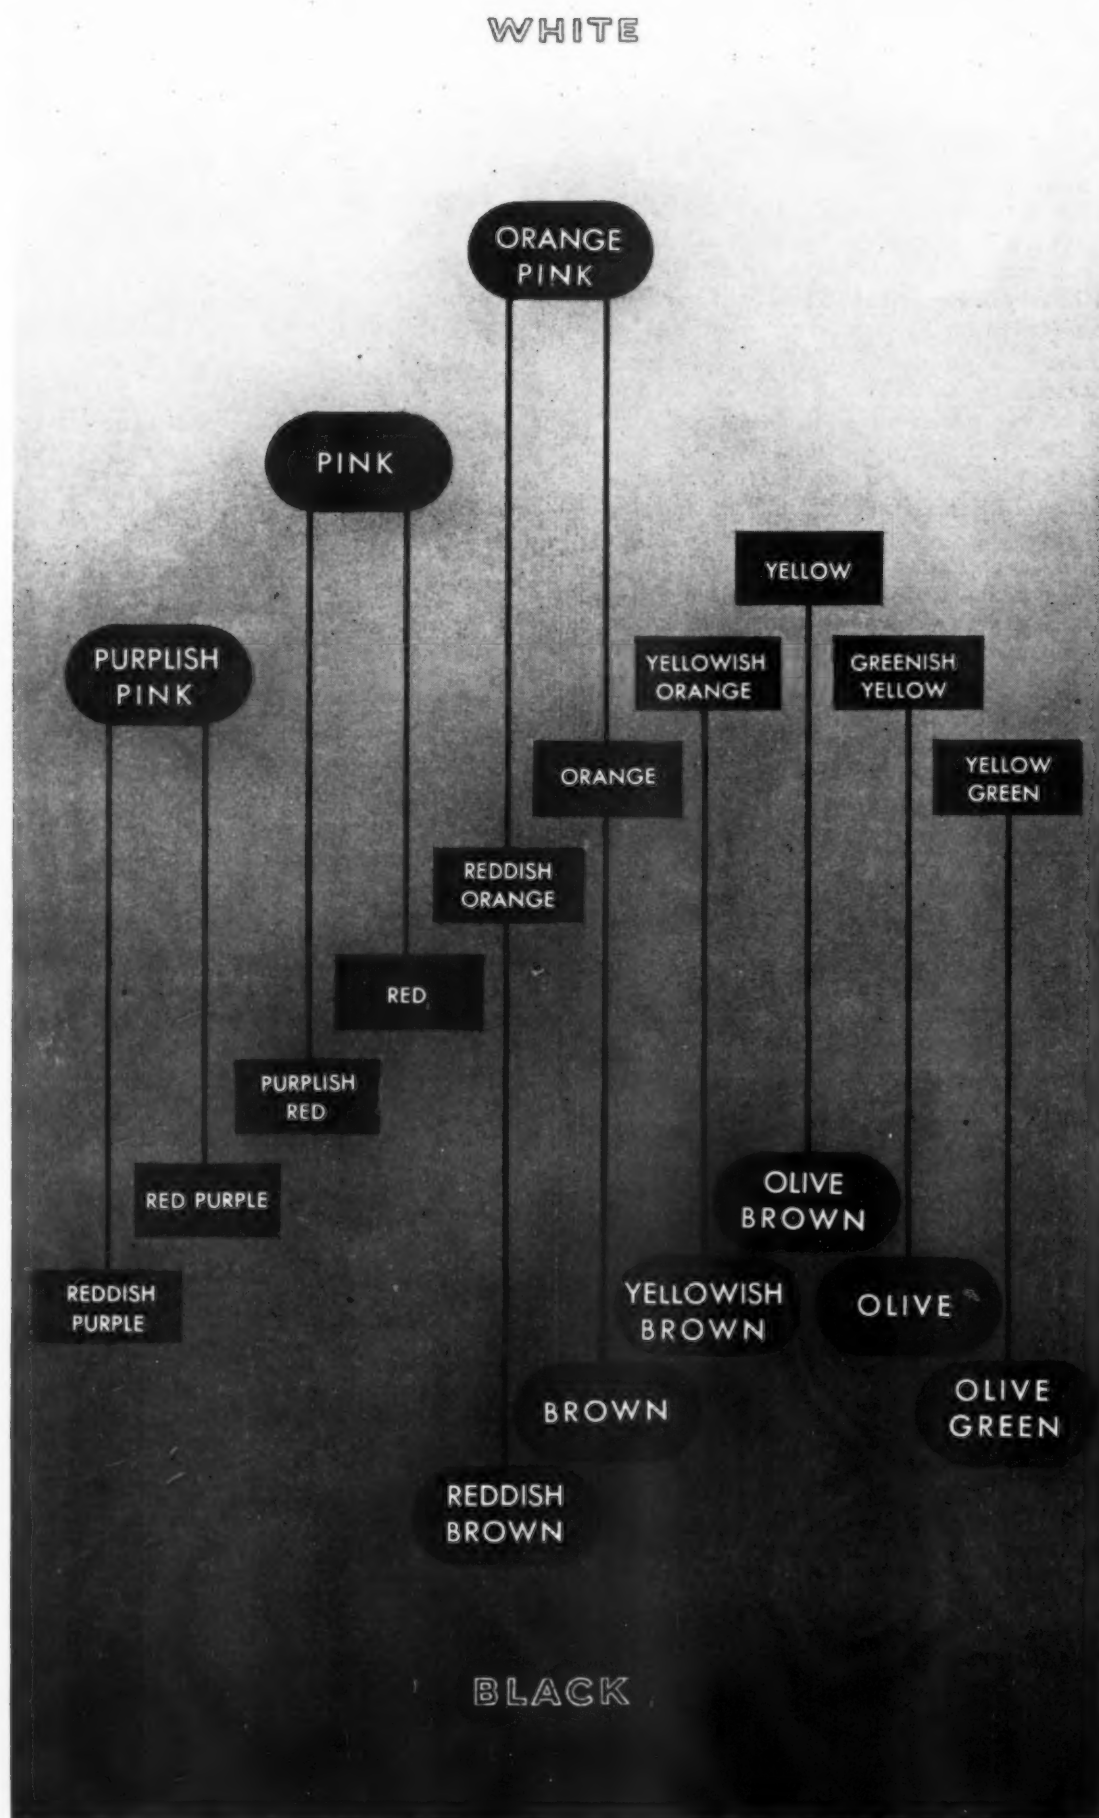 WHITE
ORANGE
PINK
PINK
YELLOW
PURPLISH
PINK
YELLOWISH
ORANGE
GREENISH
YELLOW
ORANGE
YELLOW
GREEN
REDDISH
ORANGE
RED
PURPLISH
RED
RED PURPLE
OLIVE
BROWN
REDDISH
PURPLE
YELLOWISH
BROWN
OLIVE
BROWN
OLIVE
GREEN
REDDISH
BROWN
BLACK